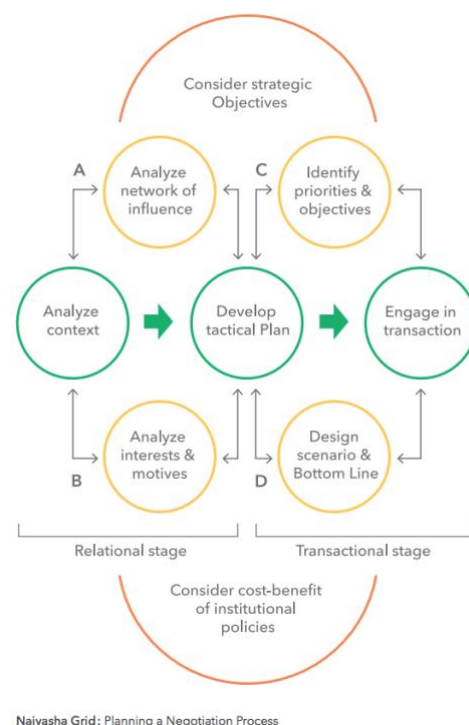 Consider strategic
Objectives
A
Analyze
network of
influence
C
Identify
priorities &
objectives
Analyze
context
Develop
tactical Plan
Engage in
transaction
B
Analyze
interests &
motives
D
Design
scenario &
Bottom Line
Relational stage
Transactional stage
Consider cost-benefit
of institutional
policies
Naivasha Grid: Planning a Negotiation Process